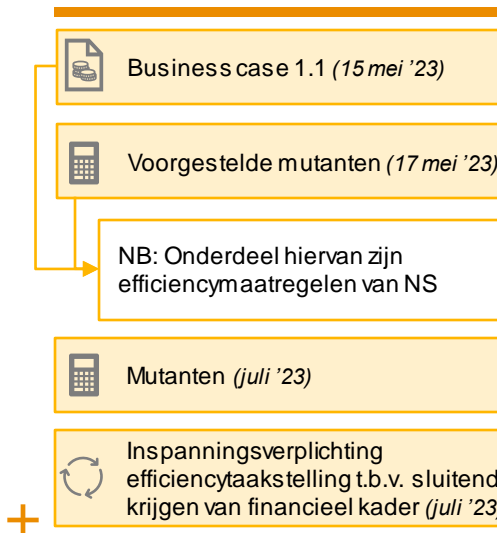 Business case 1.1 (15 mei ’23)
Voorgestelde mutanten (17 mei ’23)
NB: Onderdeel hiervan zijn
efficiencymaatregelen van NS
Mutanten (juli ’23)
Inspanningsverplichting
efficiencytaakstelling t.b.v. sluitend
krijgen van financieel kader (juli ’23)
+